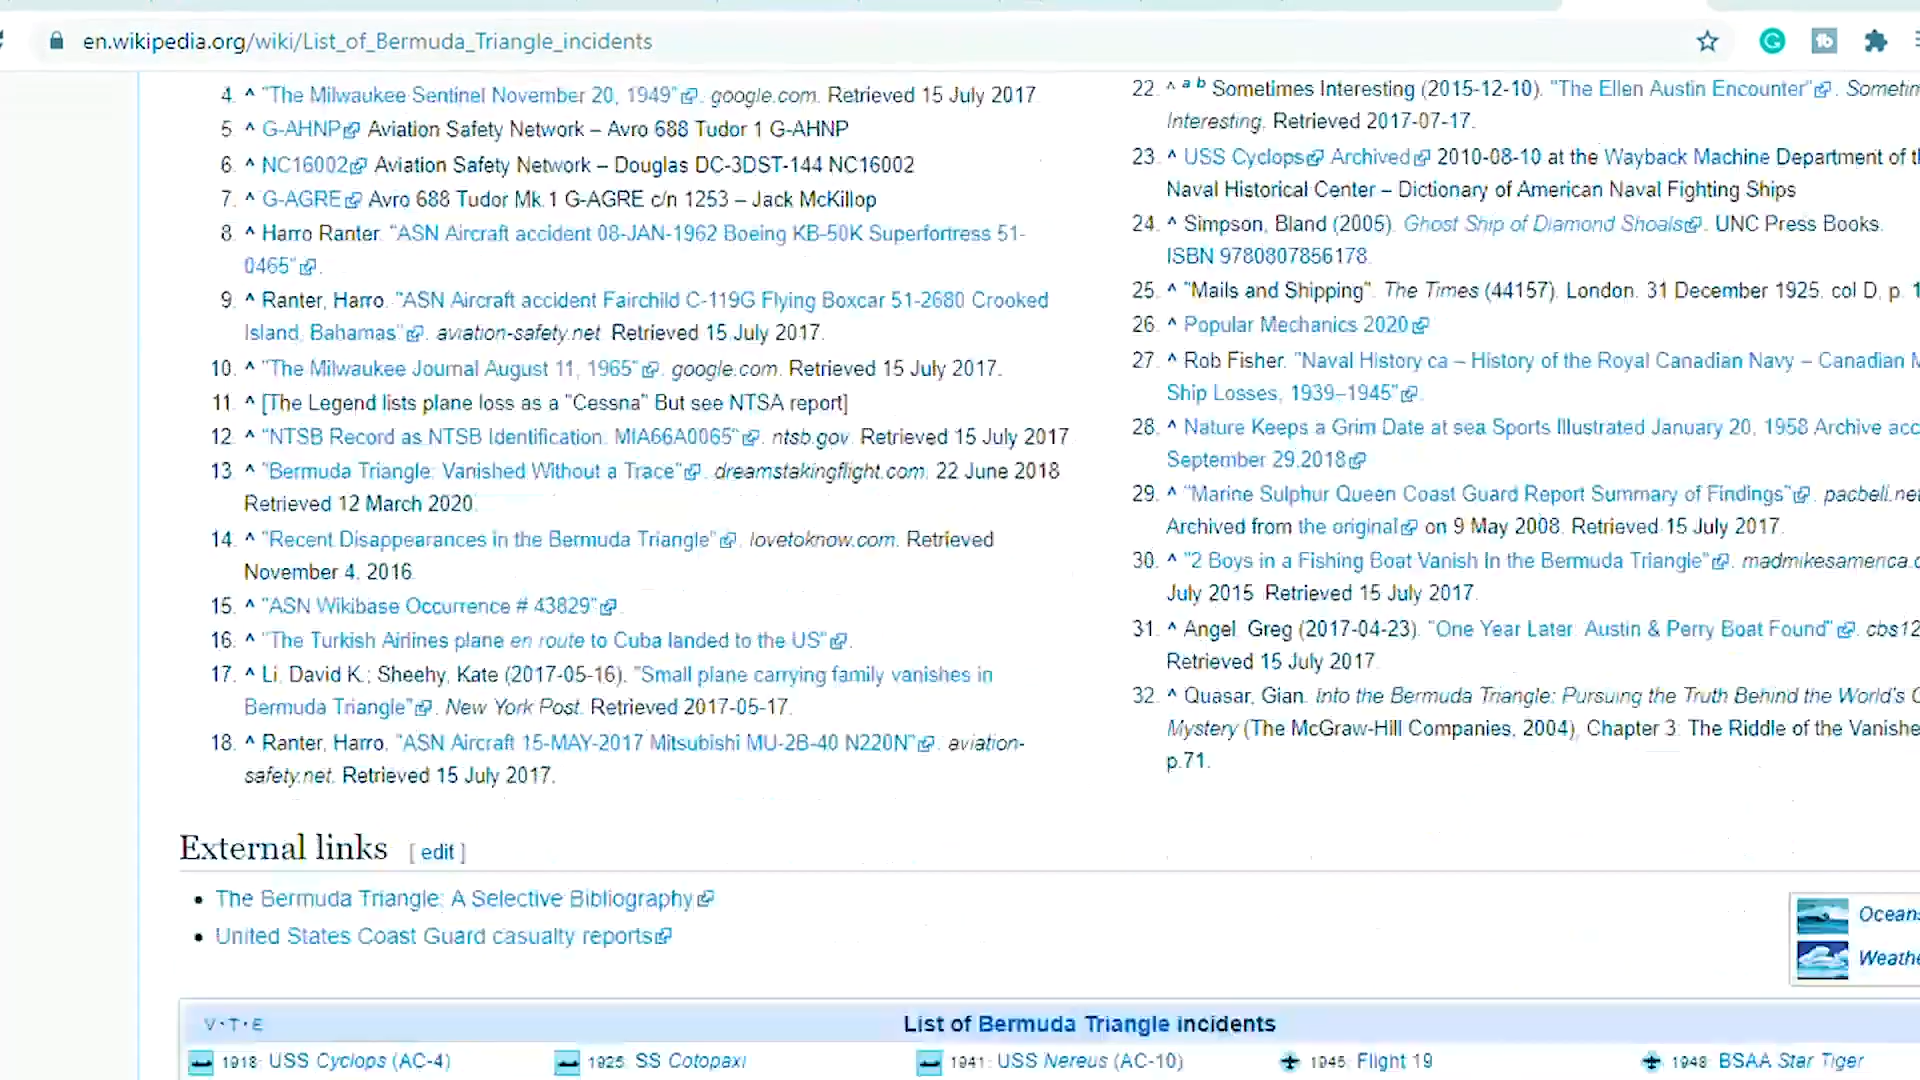 en.wikipedia.org/wiki/List_of_Bermuda_Triangle_incidents
4. ^ "The Milwaukee Sentinel November 20, 1949". google.com. Retrieved 15 July 2017
5 ^ G-AHNP Aviation Safety Network – Avro 688 Tudor 1 G-AHNP
6. ^ NC16002 Aviation Safety Network – Douglas DC-3DST-144 NC16002
7. ^ G-AGRE Avro 688 Tudor Mk.1 G-AGRE c/n 1253 – Jack McKillop
8. ^ Harro Ranter. "ASN Aircraft accident 08-JAN-1962 Boeing KB-50K Superfortress 51-
0465".
9. ^ Ranter, Harro. "ASN Aircraft accident Fairchild C-119G Flying Boxcar 51-2680 Crooked
Island, Bahamas". aviation-safety.net Retrieved 15 July 2017.
10. ^ "The Milwaukee Journal August 11, 1965". google.com. Retrieved 15 July 2017.
11. ^ [The Legend lists plane loss as a "Cessna" But see NTSA report]
12. ^ "NTSB Record as NTSB Identification: MIA66A0065". ntsb.gov. Retrieved 15 July 2017
13 ^ "Bermuda Triangle: Vanished Without a Trace". dreamstakingflight.com. 22 June 2018
Retrieved 12 March 2020.
14. ^ "Recent Disappearances in the Bermuda Triangle". lovetoknow.com. Retrieved
November 4, 2016.
15. ^ "ASN Wikibase Occurrence # 43829".
16. ^ "The Turkish Airlines plane en route to Cuba landed to the US".
17. ^ Li, David K.; Sheehy, Kate (2017-05-16). "Small plane carrying family vanishes in
Bermuda Triangle". New York Post. Retrieved 2017-05-17.
18. ^ Ranter, Harro. "ASN Aircraft 15-MAY-2017 Mitsubishi MU-2B-40 N220N". aviation-
safety.net. Retrieved 15 July 2017.
22. ^ a b Sometimes Interesting (2015-12-10). "The Ellen Austin Encounter".
Interesting. Retrieved 2017-07-17.
23. ^ USS Cyclops Archived 2010-08-10 at the Wayback Machine Department of
Naval Historical Center – Dictionary of American Naval Fighting Ships
24. ^ Simpson, Bland (2005). Ghost Ship of Diamond Shoals. UNC Press Books.
ISBN 9780807856178.
25. ^ "Mails and Shipping". The Times (44157). London. 31 December 1925. col D, p.
26. ^ Popular Mechanics 2020
27. ^ Rob Fisher. "Naval History ca – History of the Royal Canadian Navy – Canadian
Ship Losses, 1939–1945".
28. ^ Nature Keeps a Grim Date at sea Sports Illustrated January 20, 1958 Archive
September 29,2018
29. ^ "Marine Sulphur Queen Coast Guard Report Summary of Findings".
Archived from the original on 9 May 2008. Retrieved 15 July 2017.
30. ^ "2 Boys in a Fishing Boat Vanish In the Bermuda Triangle".
July 2015 Retrieved 15 July 2017.
31. ^ Angel, Greg (2017-04-23). "One Year Later: Austin & Perry Boat Found".
Retrieved 15 July 2017.
32. ^ Quasar, Gian. Into the Bermuda Triangle: Pursuing the Truth Behind the World's
Mystery (The McGraw-Hill Companies, 2004), Chapter 3: The Riddle of the
p.71.
External links [ edit ]
• The Bermuda Triangle: A Selective Bibliography
• United States Coast Guard casualty reports
V · T · E
List of Bermuda Triangle incidents
1918: USS Cyclops (AC-4) 1925: SS Cotopaxi 1941: USS Nereus (AC-10) 1945: Flight 19 1948: BSAA Star Tiger